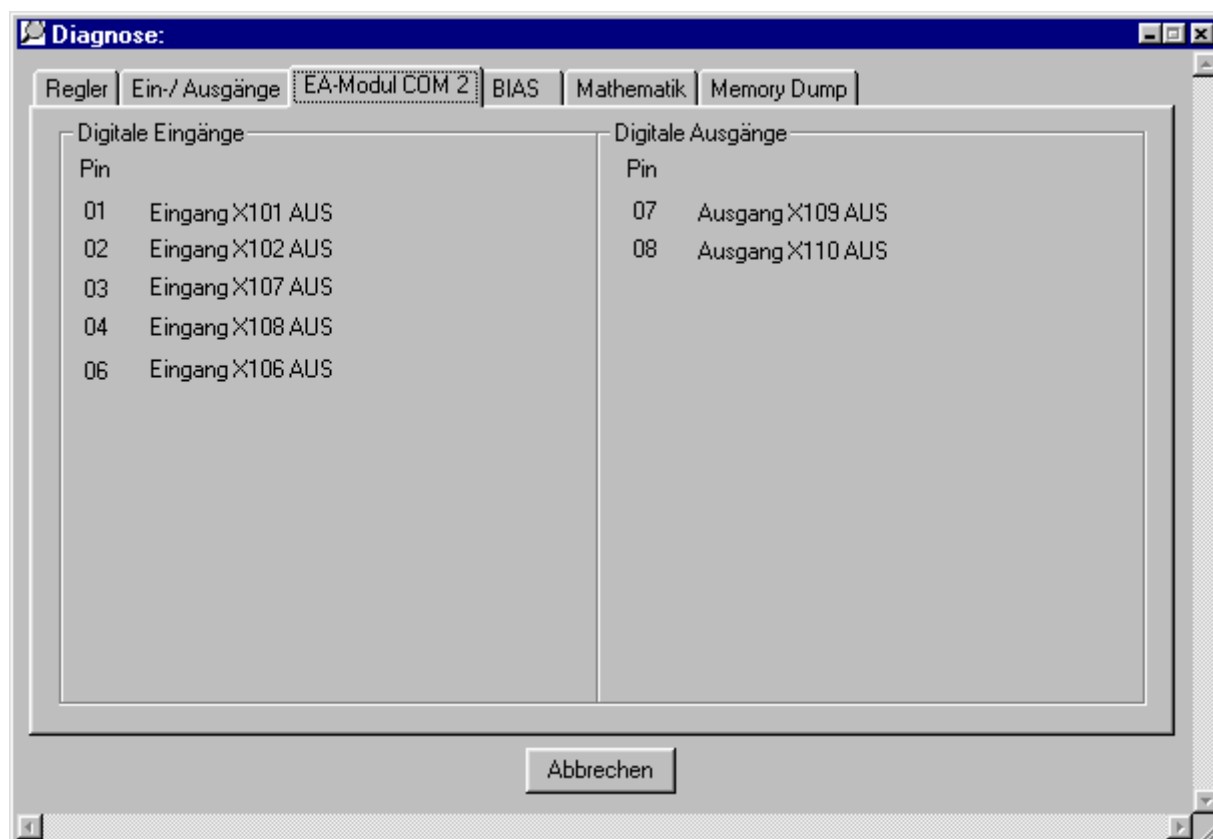 Diagnose:
Regler Ein-/ Ausgänge EA-Modul COM 2 BIAS Mathematik Memory Dump
Digitale Eingänge
Pin
01 Eingang X101 AUS
02 Eingang X102 AUS
03 Eingang X107 AUS
04 Eingang X108 AUS
06 Eingang X106 AUS
Digitale Ausgänge
Pin
07 Ausgang X109 AUS
08 Ausgang X110 AUS
Abbrechen